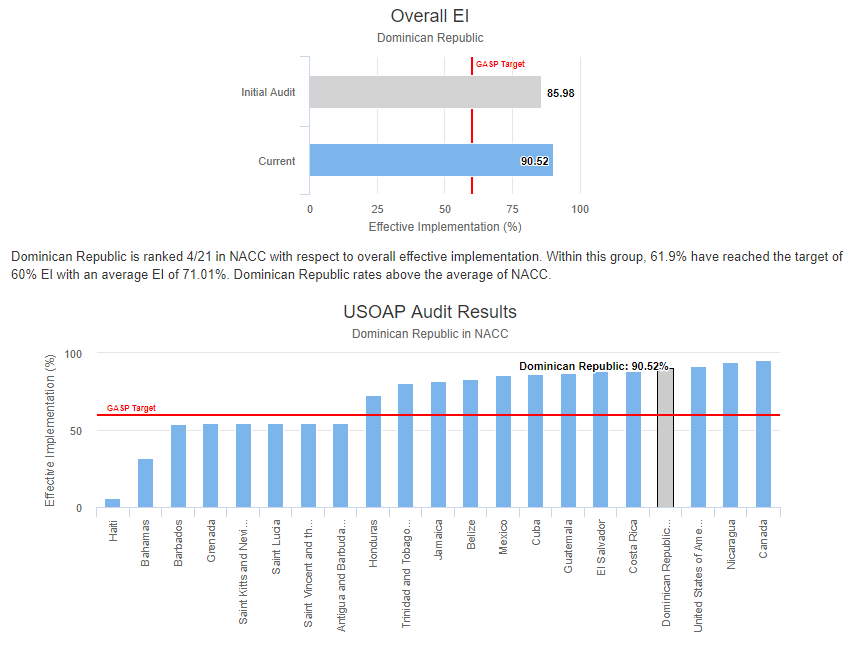 Overall EI
Dominican Republic
GASP Target
Initial Audit
85.98
Current
90.52
0 25 50 75 100
Effective Implementation (%)
Dominican Republic is ranked 4/21 in NACC with respect to overall effective implementation. Within this group, 61.9% have reached the target of
60% EI with an average EI of 71.01%. Dominican Republic rates above the average of NACC.
USOAP Audit Results
Dominican Republic in NACC
Effective Implementation (%)
100
50
0
Dominican Republic: 90.52%
GASP Target
Haiti
Bahamas
Barbados
Grenada
Saint Kitts and Nevi...
Saint Lucia
Saint Vincent and th...
Antigua and Barbuda...
Honduras
Trinidad and Tobago...
Jamaica
Belize
Mexico
Cuba
Guatemala
El Salvador
Costa Rica
Dominican Republic...
United States of Ame...
Nicaragua
Canada